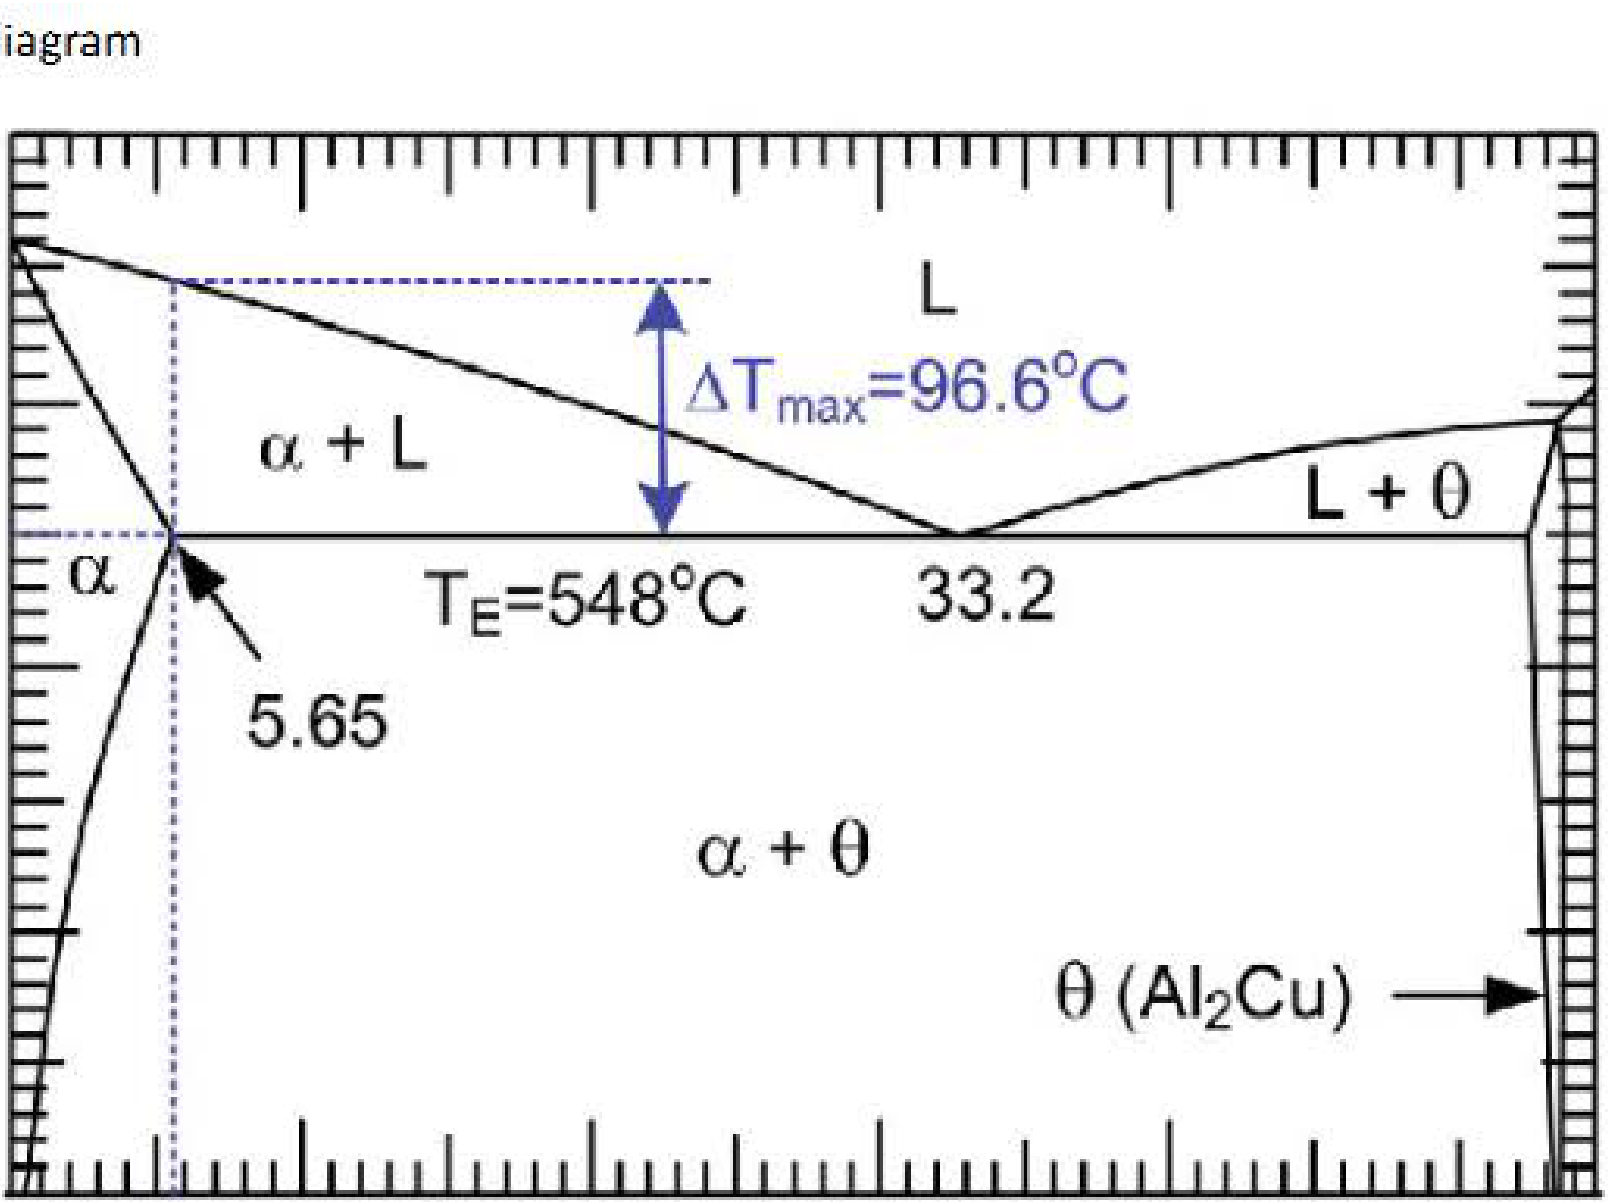 iagram
L
ΔTmax=96.6°C
α + L
L + θ
α
TE=548°C
33.2
5.65
α + θ
θ (Al2Cu)